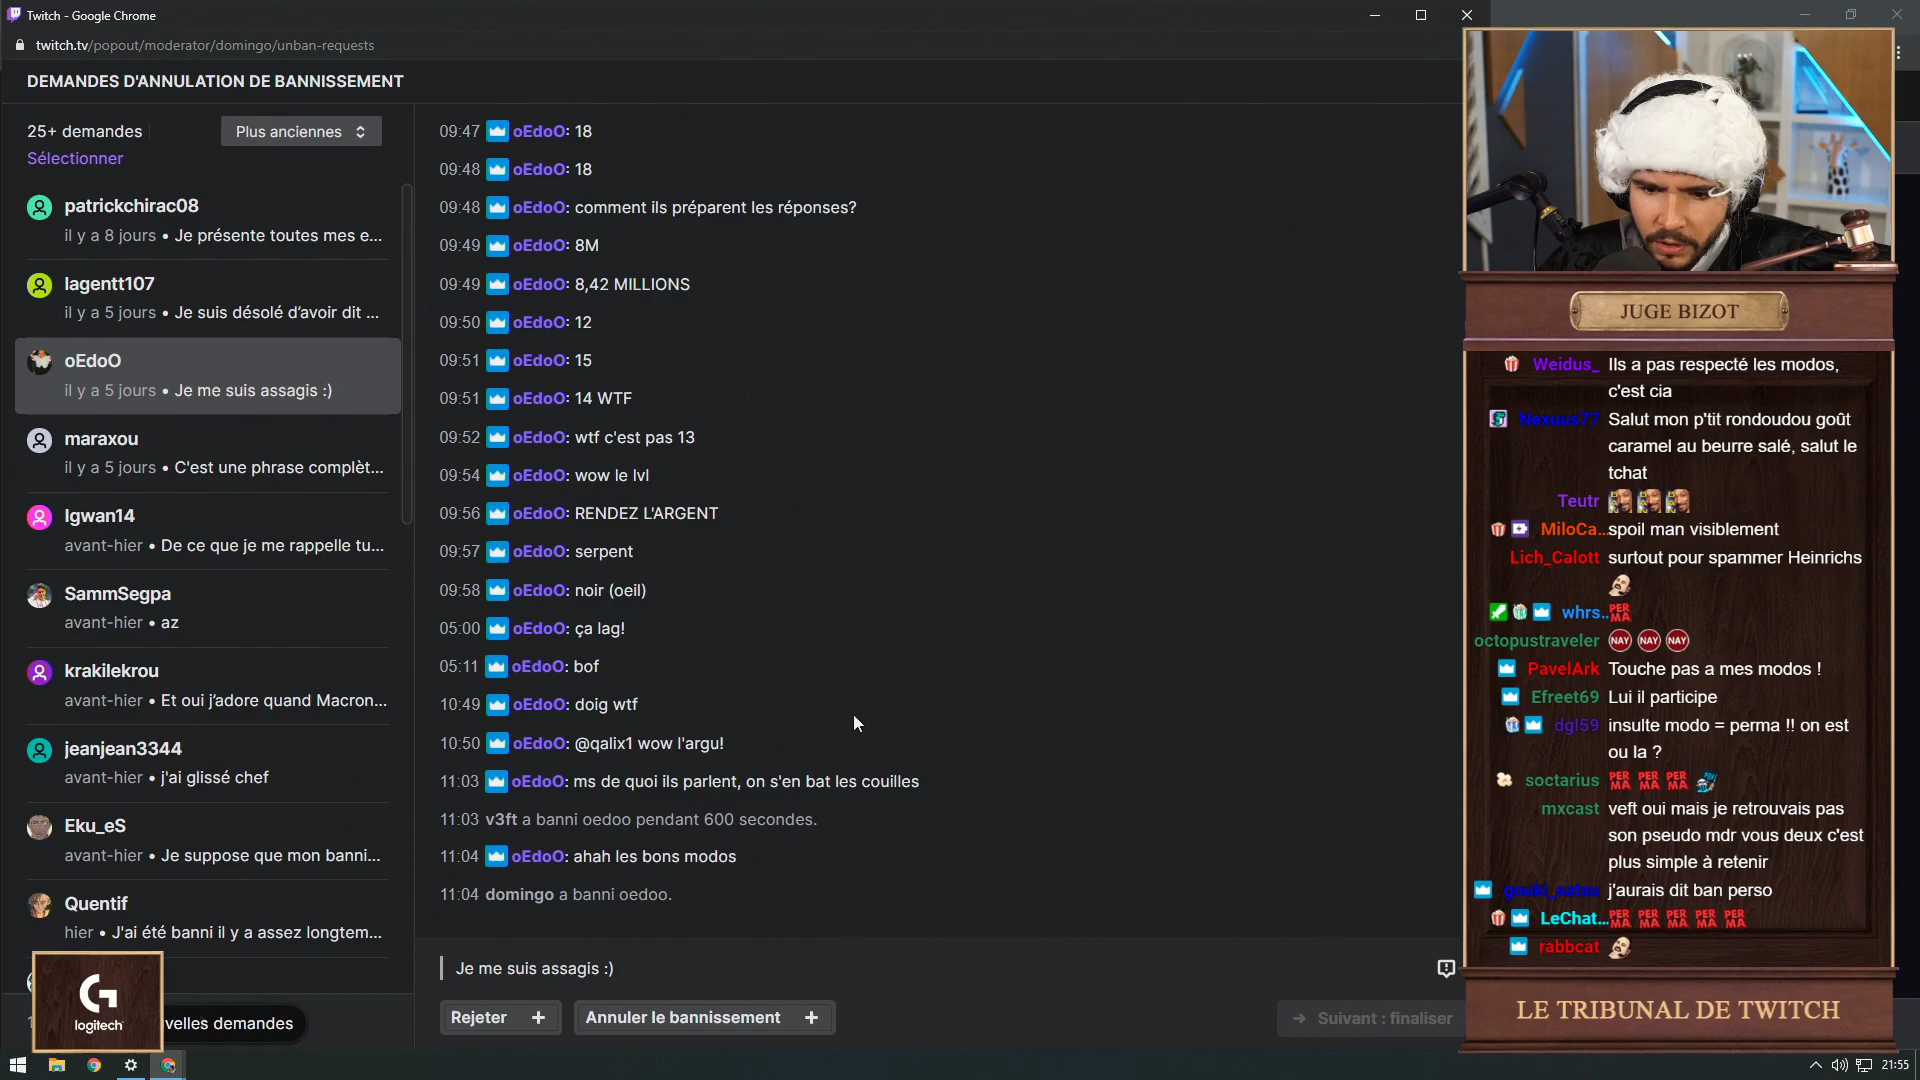 Twitch - Google Chrome
twitch.tv/popout/moderator/domingo/unban-requests
DEMANDES D'ANNULATION DE BANNISSEMENT
25+ demandes
Plus anciennes
Sélectionner
patrickchirac08
il y a 8 jours • Je présente toutes mes e...
lagentt107
il y a 5 jours • Je suis désolé d'avoir dit ...
oEdoO
il y a 5 jours • Je me suis assagis :)
maraxou
il y a 5 jours • C'est une phrase complèt...
lgwan14
avant-hier • De ce que je me rappelle tu...
SammSegpa
avant-hier • az
krakilekrou
avant-hier • Et oui j'adore quand Macron...
jeanjean3344
avant-hier • j'ai glissé chef
Eku_eS
avant-hier • Je suppose que mon banni...
Quentif
hier • J'ai été banni il y a assez longtem...
velles demandes
logitech
09:47 oEdoO: 18
09:48 oEdoO: 18
09:48 oEdoO: comment ils préparent les réponses?
09:49 oEdoO: 8M
09:49 oEdoO: 8,42 MILLIONS
09:50 oEdoO: 12
09:51 oEdoO: 15
09:51 oEdoO: 14 WTF
09:52 oEdoO: wtf c'est pas 13
09:54 oEdoO: wow le lvl
09:56 oEdoO: RENDEZ L'ARGENT
09:57 oEdoO: serpent
09:58 oEdoO: noir (oeil)
05:00 oEdoO: ça lag!
05:11 oEdoO: bof
10:49 oEdoO: doig wtf
10:50 oEdoO: @qalix1 wow l'argu!
11:03 oEdoO: ms de quoi ils parlent, on s'en bat les couilles
11:03 v3ft a banni oedoo pendant 600 secondes.
11:04 oEdoO: ahah les bons modos
11:04 domingo a banni oedoo.
Je me suis assagis :)
Rejeter +
Annuler le bannissement +
→ Suivant : finaliser
JUGE BIZOT
Weidus_ Ils a pas respecté les modos,
c'est cia
Nexuus77 Salut mon p'tit rondoudou goût
caramel au beurre salé, salut le
tchat
Teutr
MiloCa... spoil man visiblement
Lich_Calott surtout pour spammer Heinrichs
whrs.. PERMA
octopustraveler NAY NAY NAY
PavelArk Touche pas a mes modos !
Efreet69 Lui il participe
dgl59 insulte modo = perma !! on est
ou la ?
soctarius PERMA PERMA PERMA
mxcast veft oui mais je retrouvais pas
son pseudo mdr vous deux c'est
plus simple à retenir
j'aurais dit ban perso
LeChat... PERMA PERMA PERMA PERMA PERMA
rabbcat
LE TRIBUNAL DE TWITCH
21:55